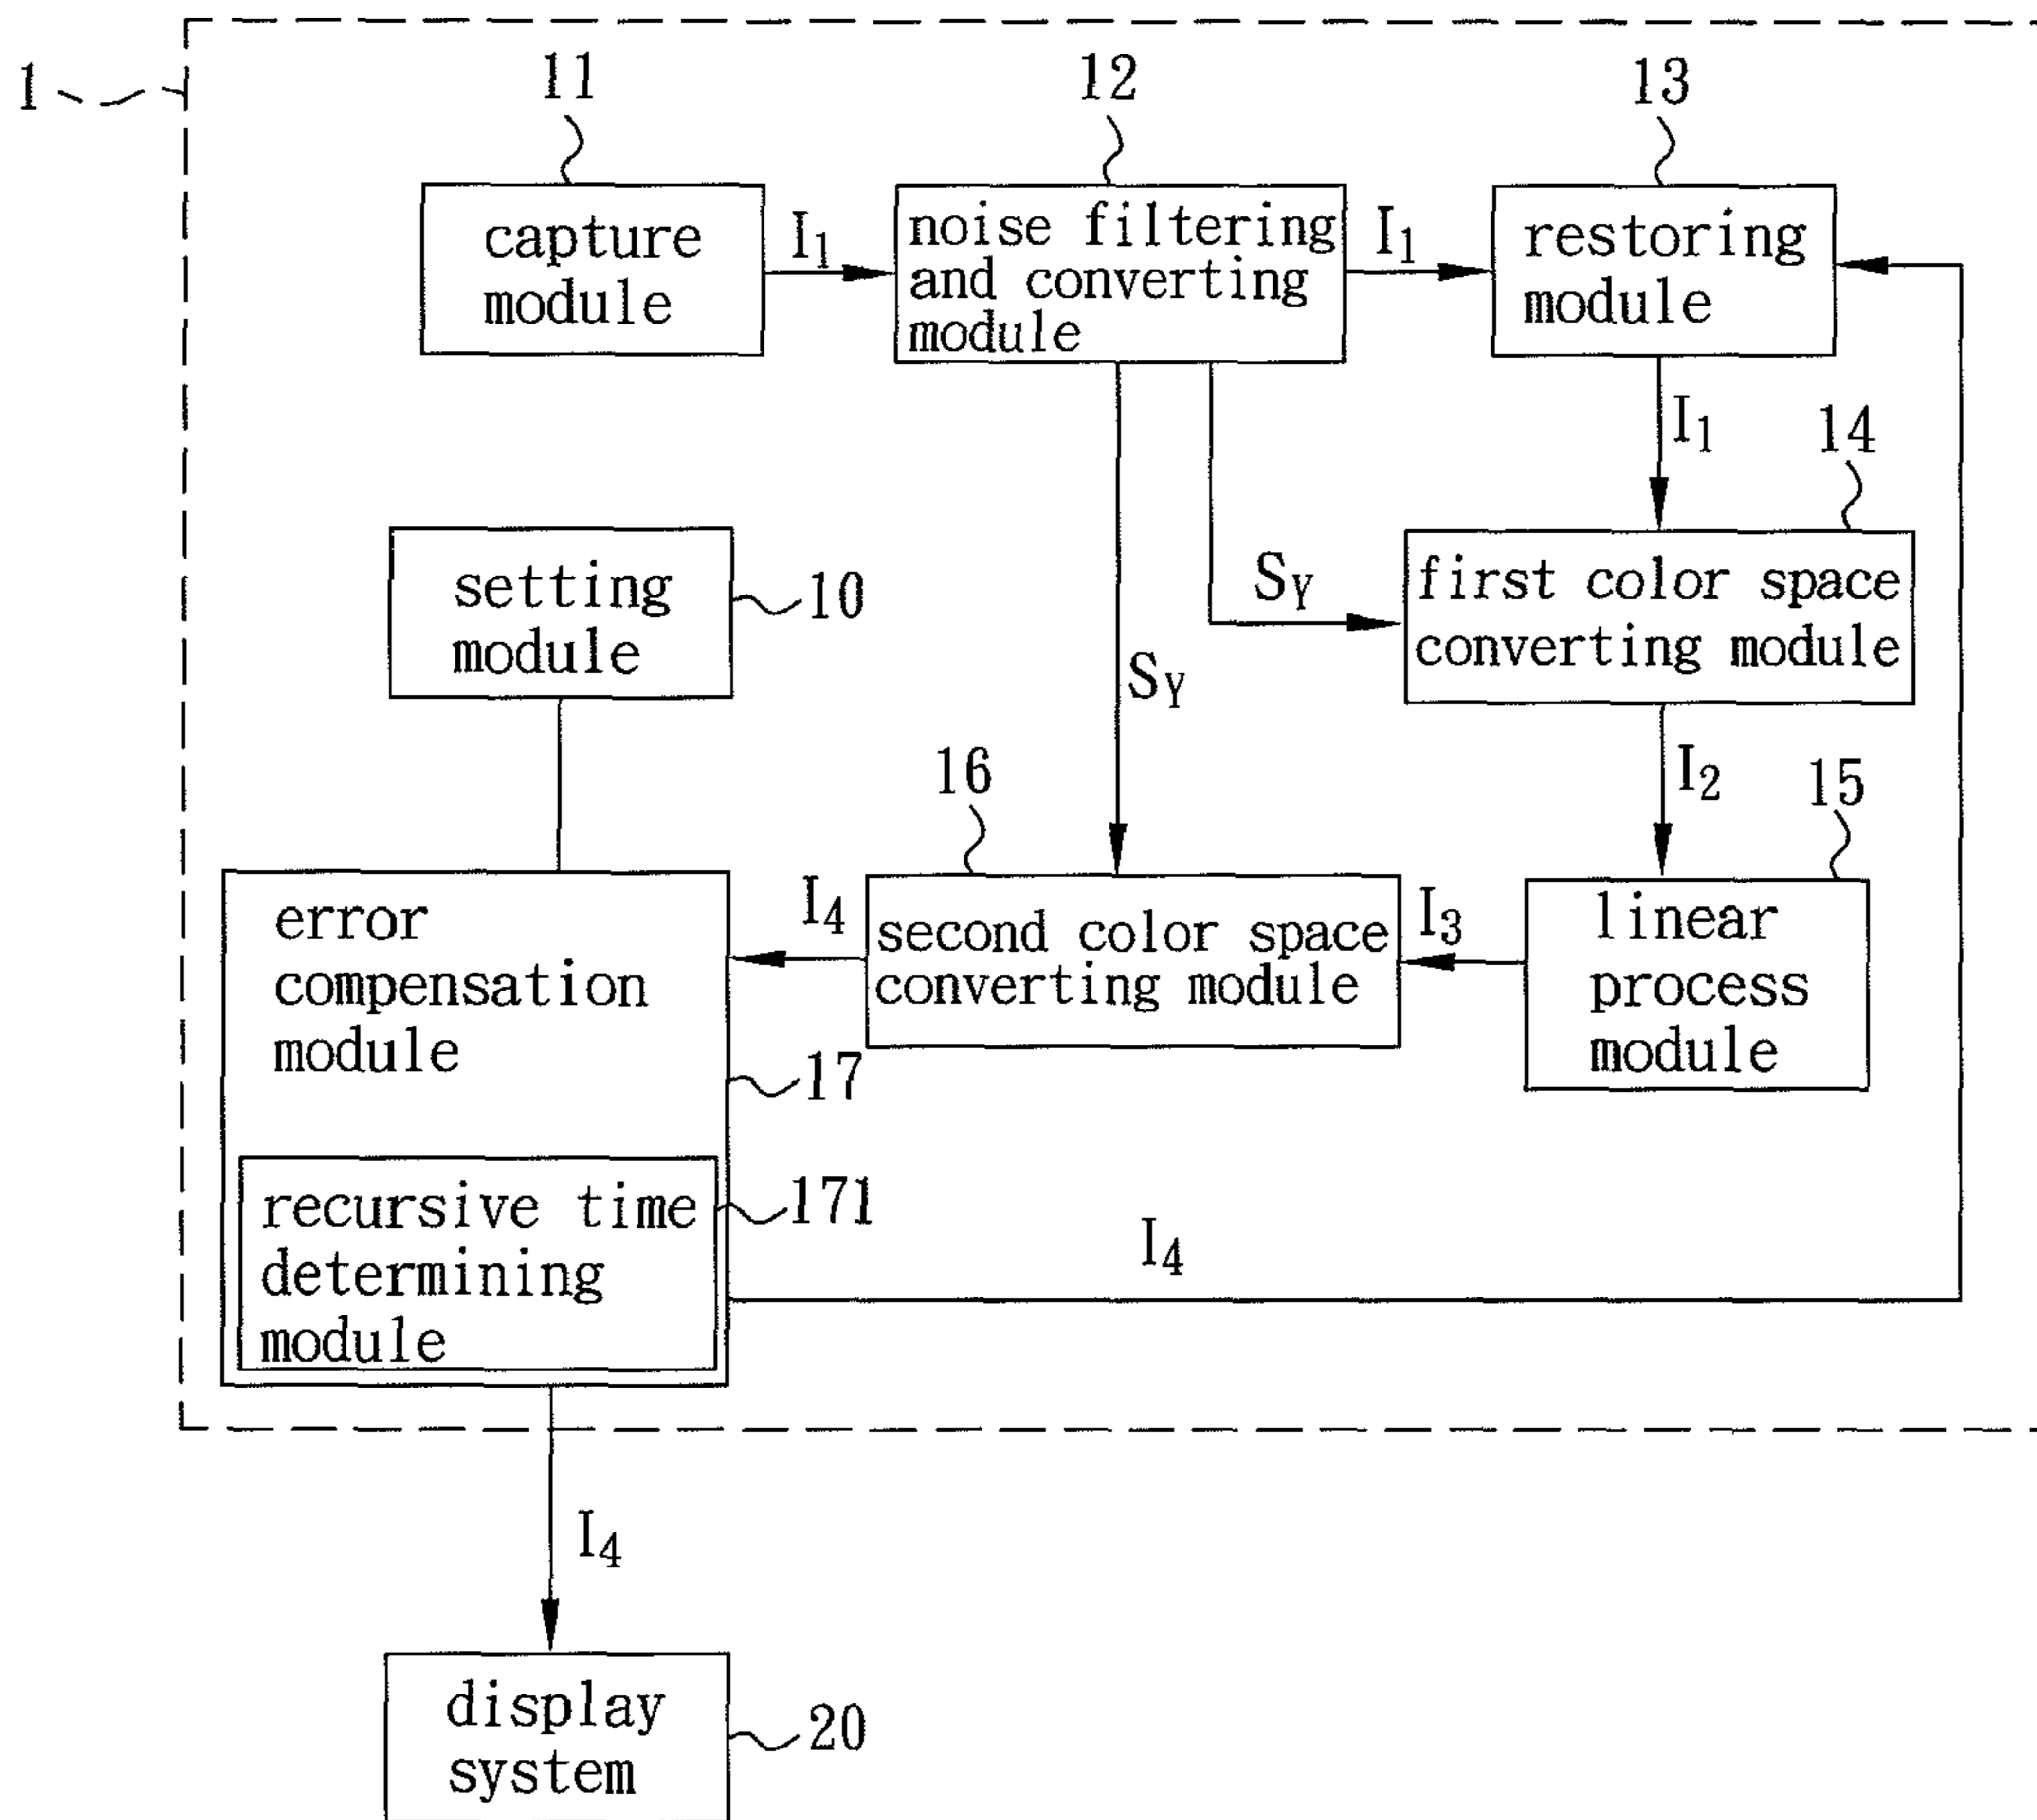 1
11
12
13
capture
module
I1
noise filtering
and converting
module
I1
restoring
module
I1
14
setting
module
10
SY
SY
first color space
converting module
I2
16
15
error
compensation
module
I4
second color space
converting module
I3
linear
process
module
17
recursive time
determining
module
171
I4
I4
display
system
20